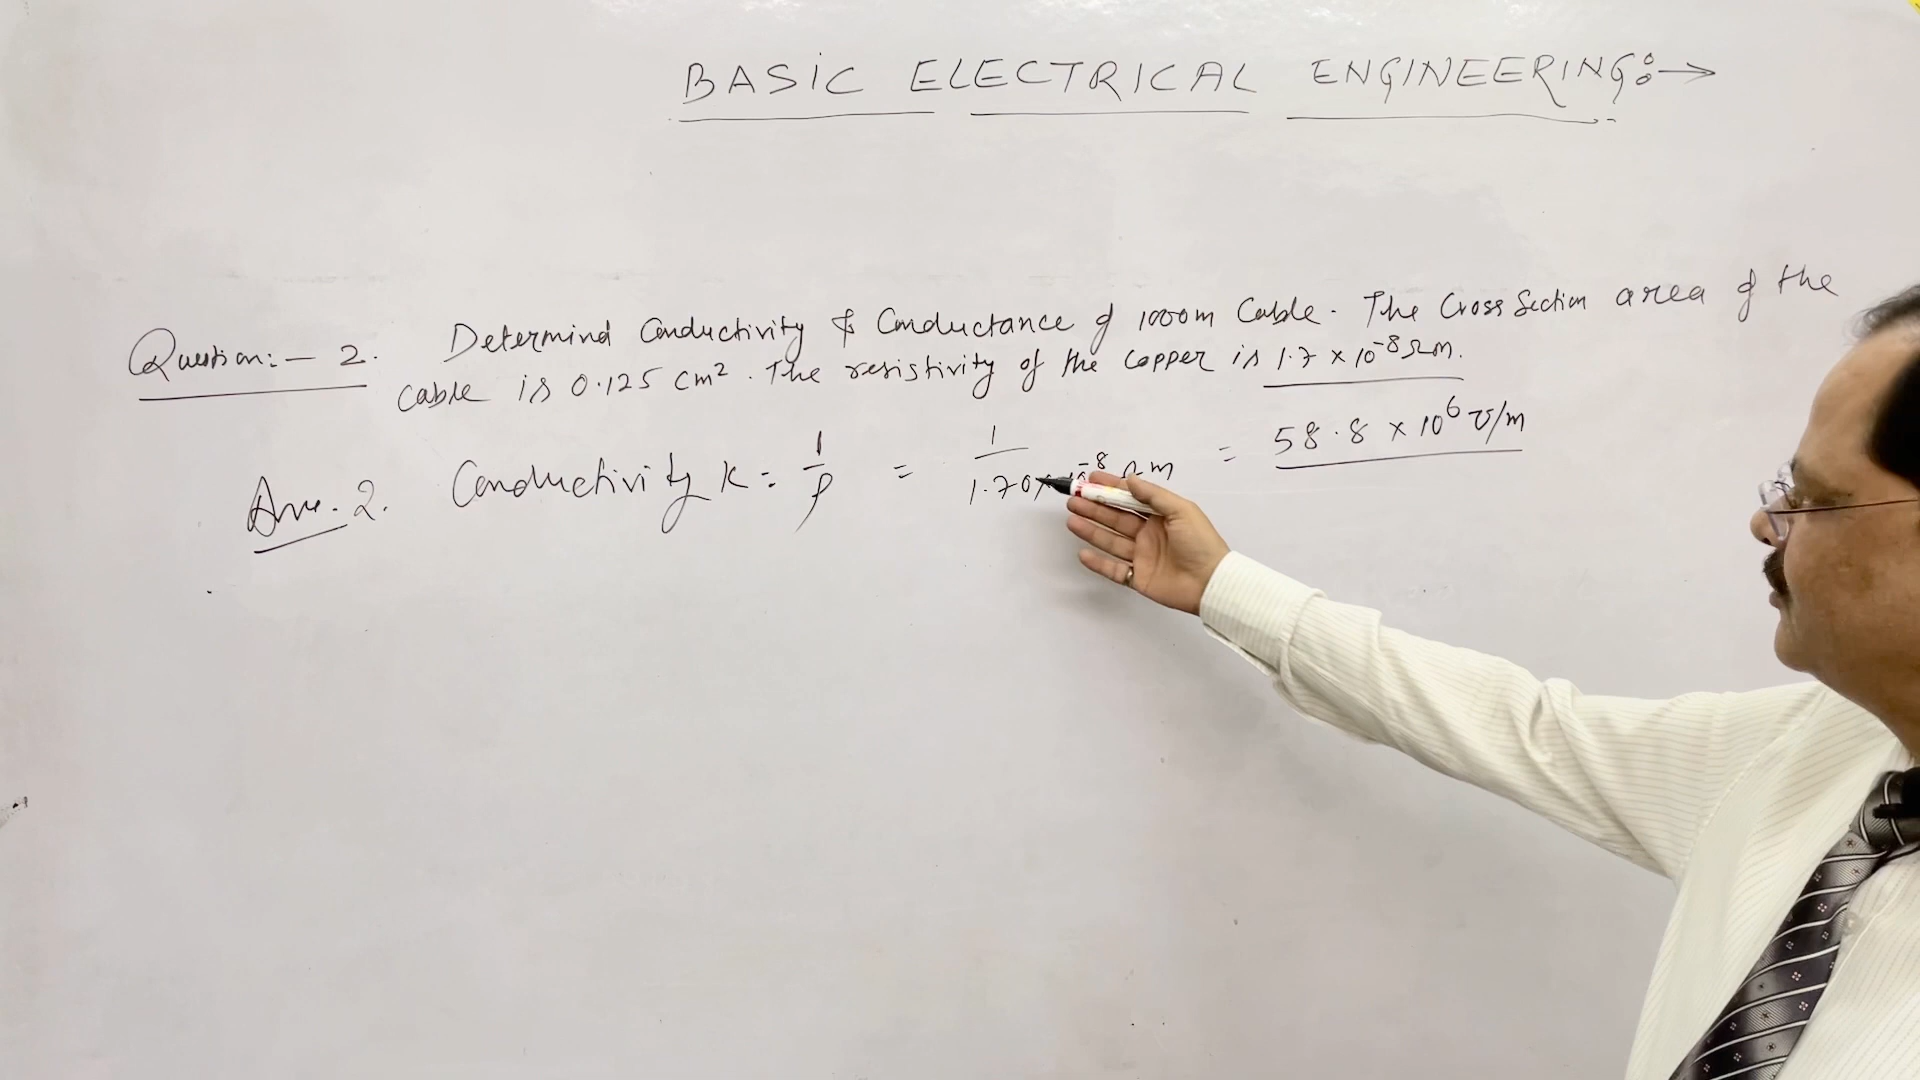 BASIC ELECTRICAL ENGINEERING:→
Question:- 2. Determind Conductivity & Conductance of 1000m Cable. The Cross Section area of the
cable is 0.125 cm². The resistivity of the copper is 1.7 × 10⁻⁸ Ωm.
Ans. 2. Conductivity K = 1/ρ = 1/1.70× 10⁻⁸ Ω-m = 58.8 × 10⁶ ℧/m